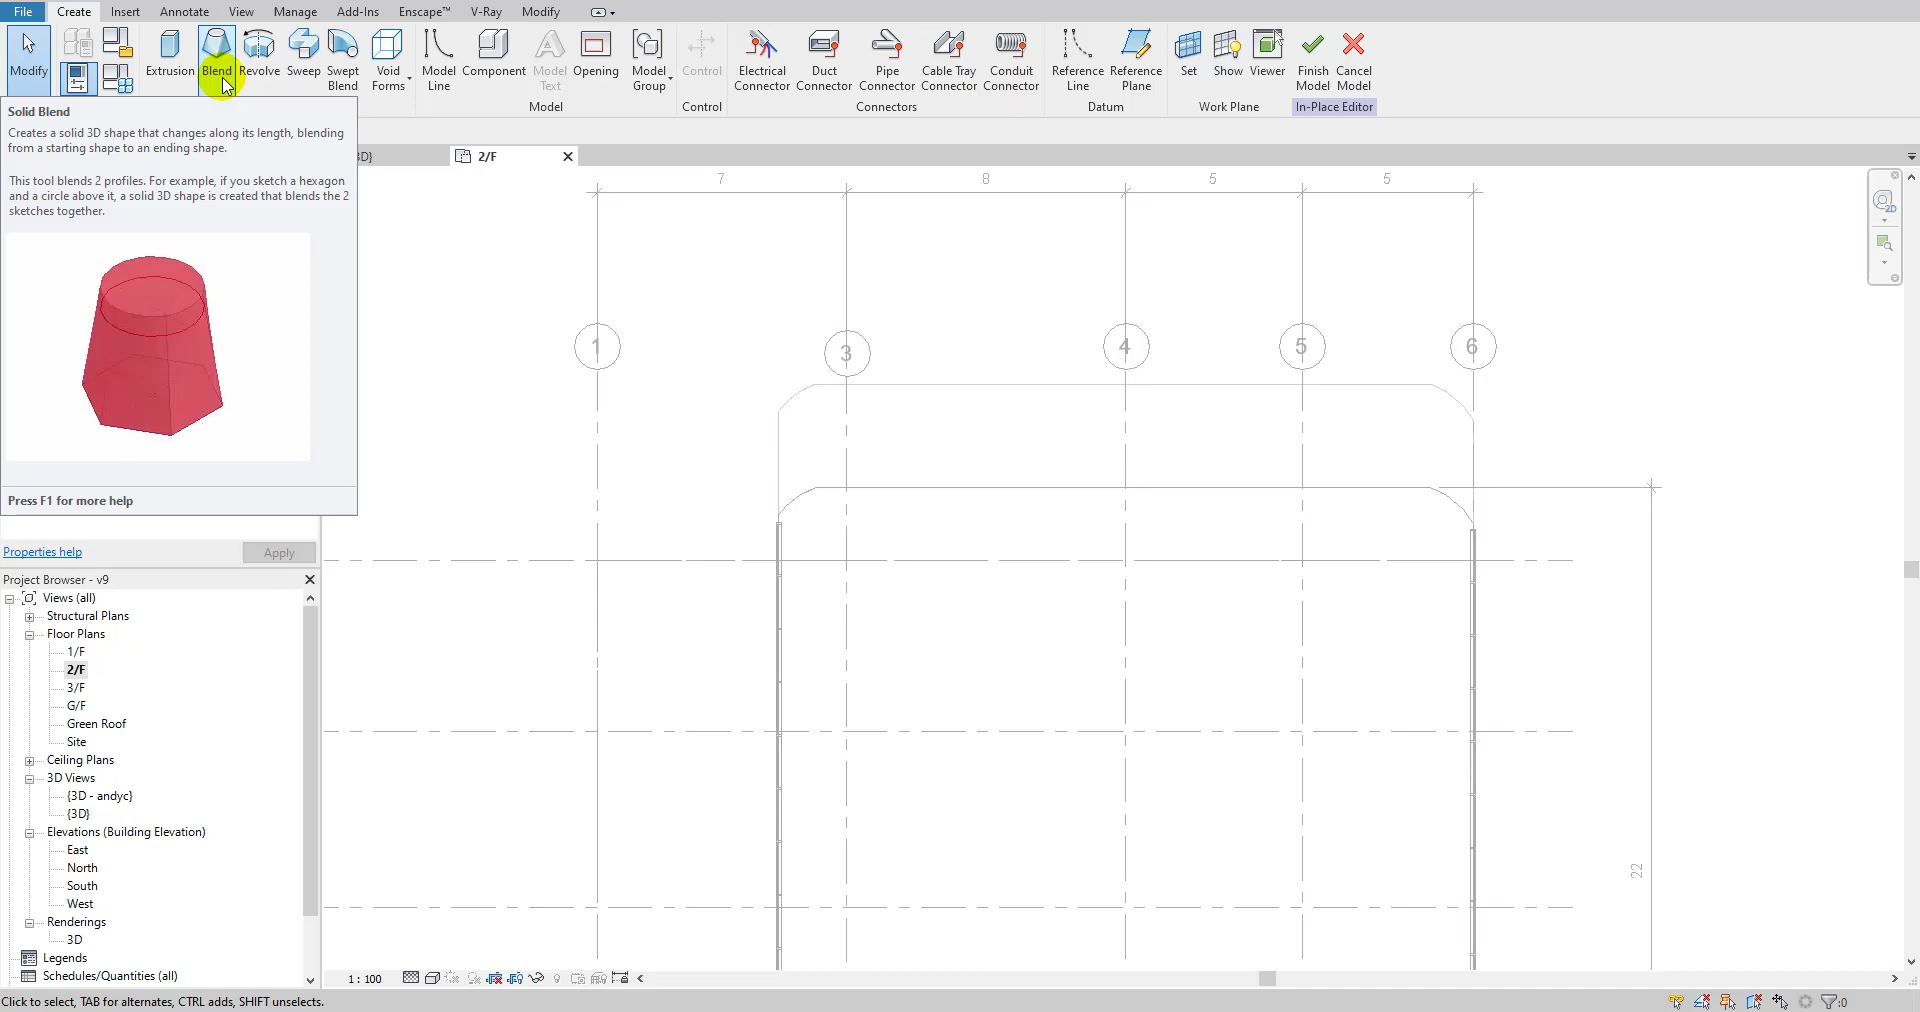 File Create Insert Annotate View Manage Add-Ins Enscape™ V-Ray Modify
Modify Extrusion Blend Revolve Sweep Swept Blend Void Forms Model Line Component Model Text Opening Model Group Control Electrical Connector Duct Connector Pipe Connector Cable Tray Connector Conduit Connector Reference Line Reference Plane Set Show Viewer Finish Model Cancel Model
Model Control Connectors Datum Work Plane In-Place Editor
Solid Blend
Creates a solid 3D shape that changes along its length, blending
from a starting shape to an ending shape.
This tool blends 2 profiles. For example, if you sketch a hexagon
and a circle above it, a solid 3D shape is created that blends the 2
sketches together.
Press F1 for more help
2/F
2D
7 8 5 5
1 3 4 5 6
22
Properties help Apply
Project Browser - v9
Views (all)
Structural Plans
Floor Plans
1/F
2/F
3/F
G/F
Green Roof
Site
Ceiling Plans
3D Views
{3D - andyc}
{3D}
Elevations (Building Elevation)
East
North
South
West
Renderings
3D
Legends
Schedules/Quantities (all)
1 : 100
Click to select, TAB for alternates, CTRL adds, SHIFT unselects.
:0